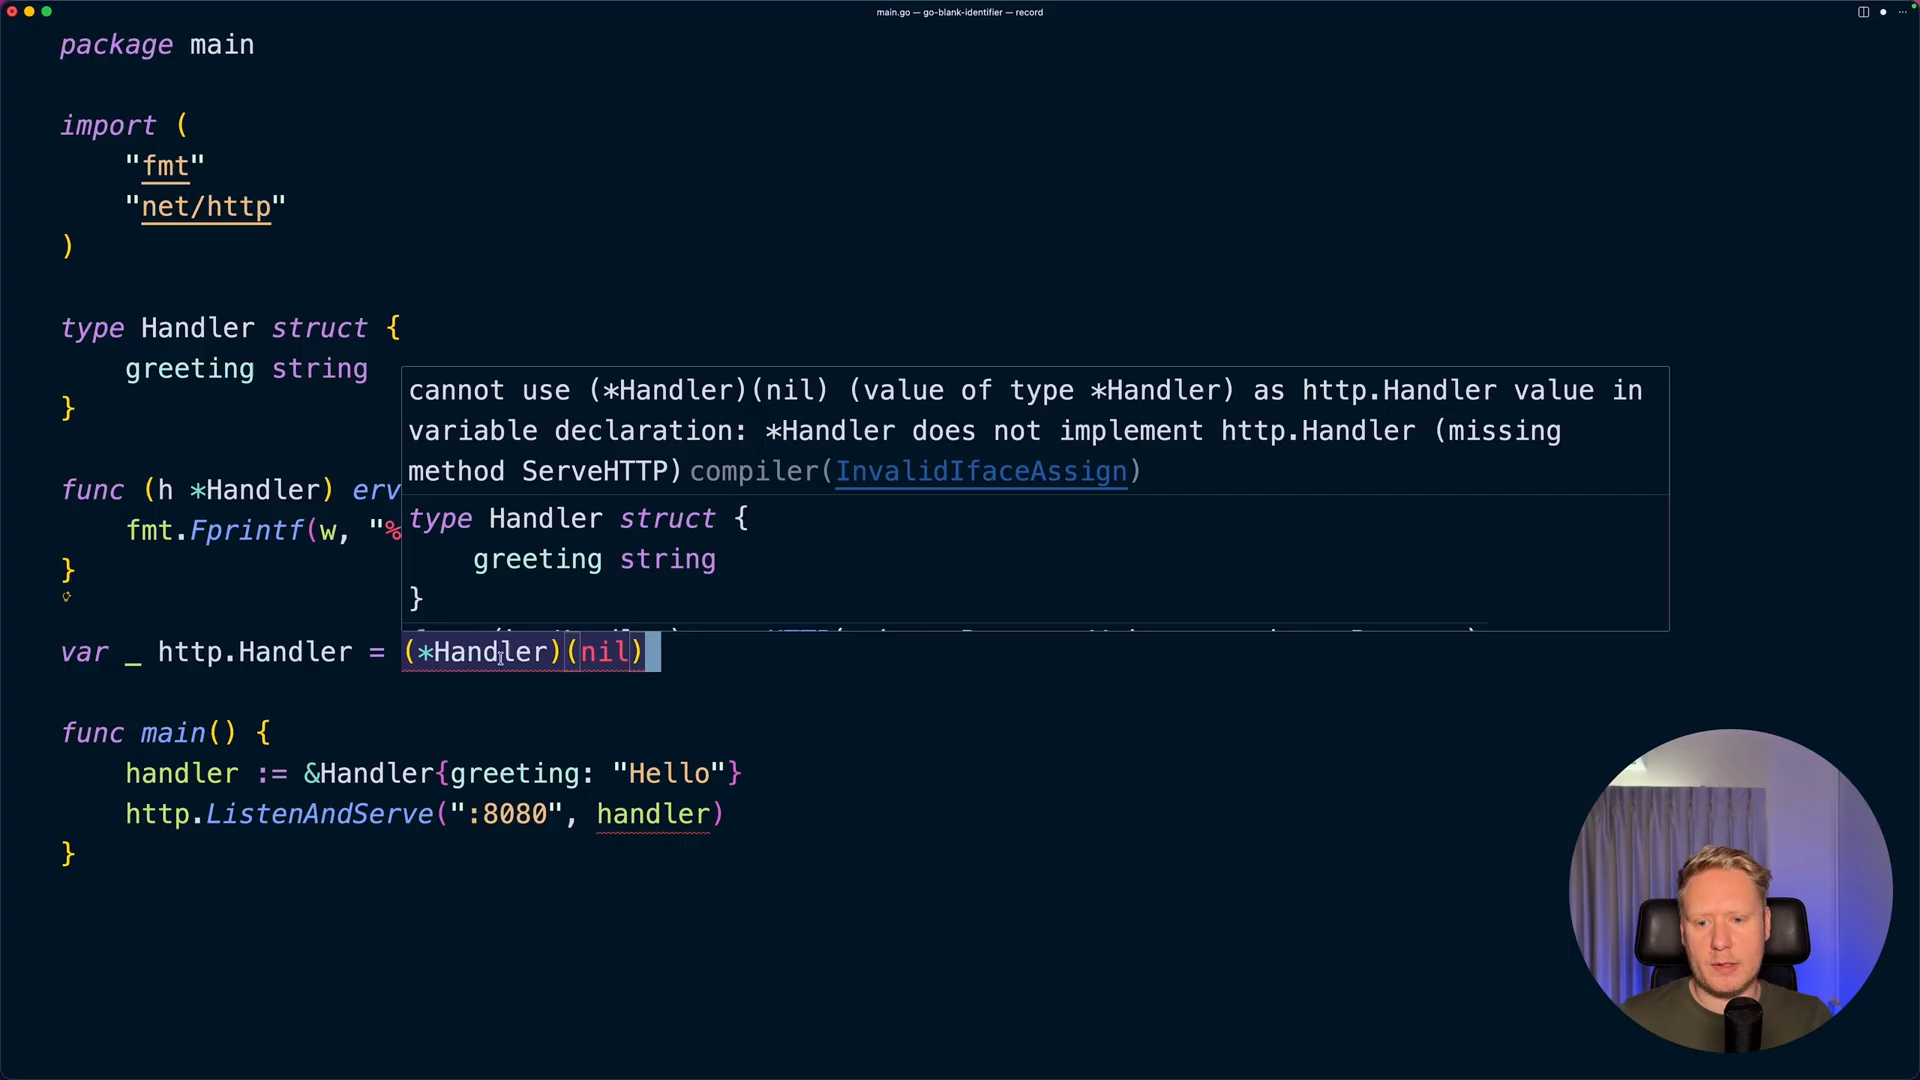 main.go — go-blank-identifier — record
package main
import (
"fmt"
"net/http"
)
type Handler struct {
greeting string
}
cannot use (*Handler)(nil) (value of type *Handler) as http.Handler value in
variable declaration: *Handler does not implement http.Handler (missing
method ServeHTTP) compiler(InvalidIfaceAssign)
func (h *Handler) erv
type Handler struct {
fmt.Fprintf(w, "%
greeting string
}
}
var _ http.Handler = (*Handler)(nil)
func main() {
handler := &Handler{greeting: "Hello"}
http.ListenAndServe(":8080", handler)
}